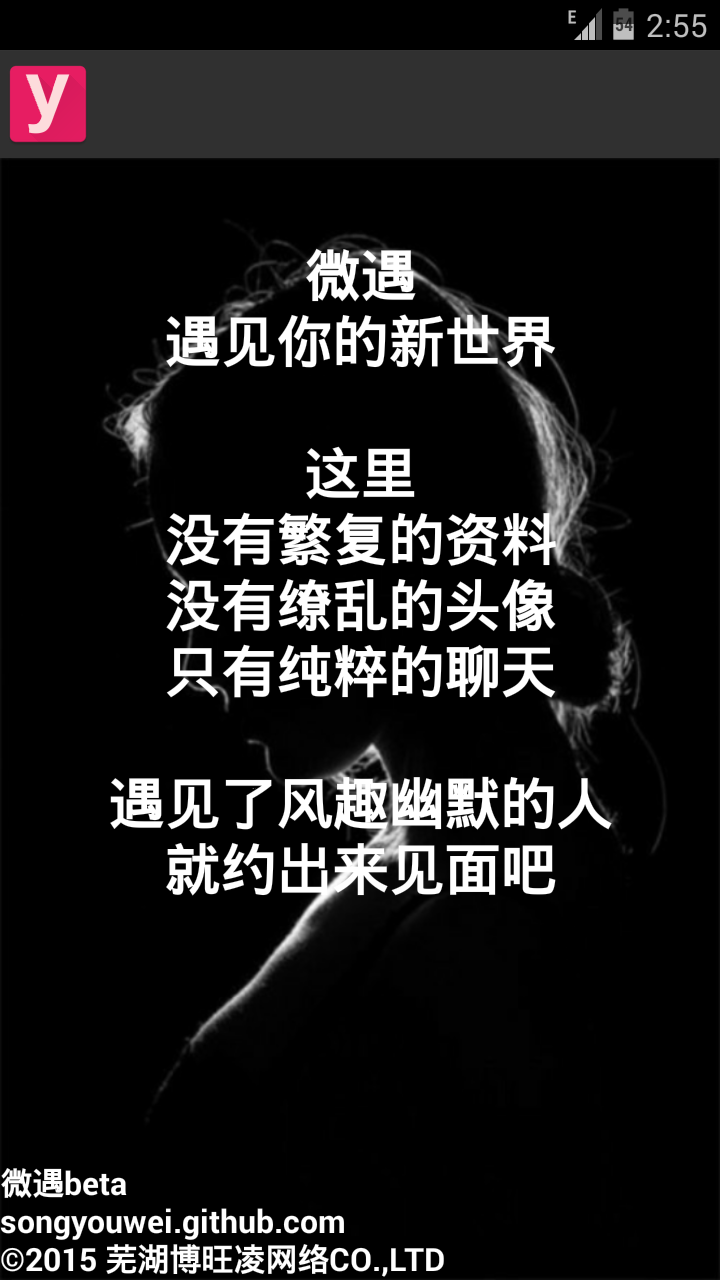 E
54
2:55
y
微遇
遇见你的新世界
这里
没有繁复的资料
没有缭乱的头像
只有纯粹的聊天
遇见了风趣幽默的人
就约出来见面吧
微遇beta
songyouwei.github.com
©2015 芜湖博旺凌网络CO.,LTD